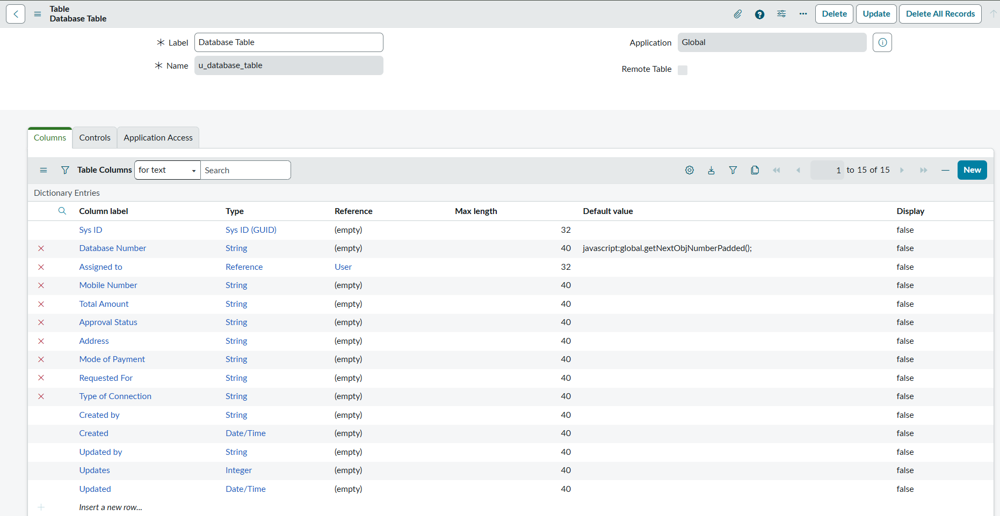 Table
Database Table
Delete Update Delete All Records
Label Database Table
Application Global
Name u_database_table
Remote Table
Columns Controls Application Access
Table Columns for text Search 1 to 15 of 15 New
Dictionary Entries
Column label Type Reference Max length Default value Display
Sys ID Sys ID (GUID) (empty) 32 false
Database Number String (empty) 40 javascript:global.getNextObjNumberPadded(); false
Assigned to Reference User 32 false
Mobile Number String (empty) 40 false
Total Amount String (empty) 40 false
Approval Status String (empty) 40 false
Address String (empty) 40 false
Mode of Payment String (empty) 40 false
Requested For String (empty) 40 false
Type of Connection String (empty) 40 false
Created by String (empty) 40 false
Created Date/Time (empty) 40 false
Updated by String (empty) 40 false
Updates Integer (empty) 40 false
Updated Date/Time (empty) 40 false
Insert a new row...